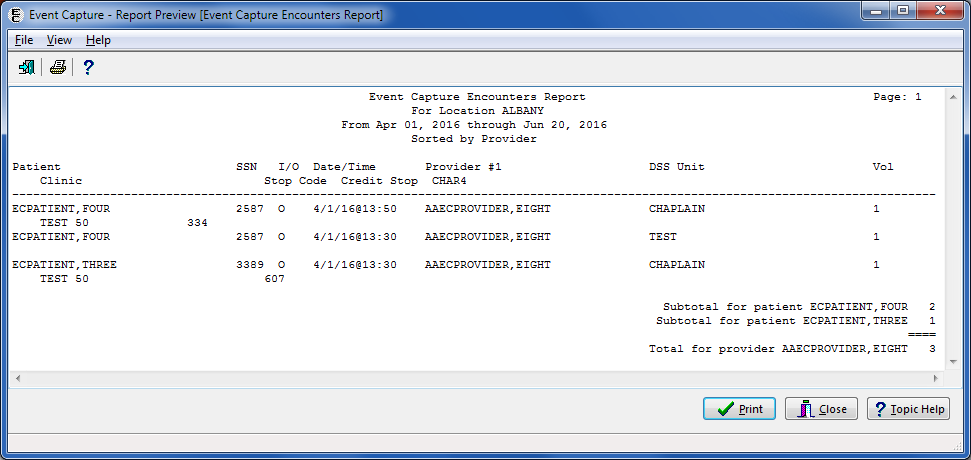 Event Capture - Report Preview [Event Capture Encounters Report]
File View Help
Event Capture Encounters Report Page: 1
For Location ALBANY
From Apr 01, 2016 through Jun 20, 2016
Sorted by Provider
Patient SSN I/O Date/Time Provider #1 DSS Unit Vol
Clinic Stop Code Credit Stop CHAR4
ECPATIENT,FOUR 2587 O 4/1/16@13:50 AAECPROVIDER,EIGHT CHAPLAIN 1
TEST 50 334
ECPATIENT,FOUR 2587 O 4/1/16@13:30 AAECPROVIDER,EIGHT TEST 1
ECPATIENT,THREE 3389 O 4/1/16@13:30 AAECPROVIDER,EIGHT CHAPLAIN 1
TEST 50 607
Subtotal for patient ECPATIENT,FOUR 2
Subtotal for patient ECPATIENT,THREE 1
====
Total for provider AAECPROVIDER,EIGHT 3
Print Close Topic Help